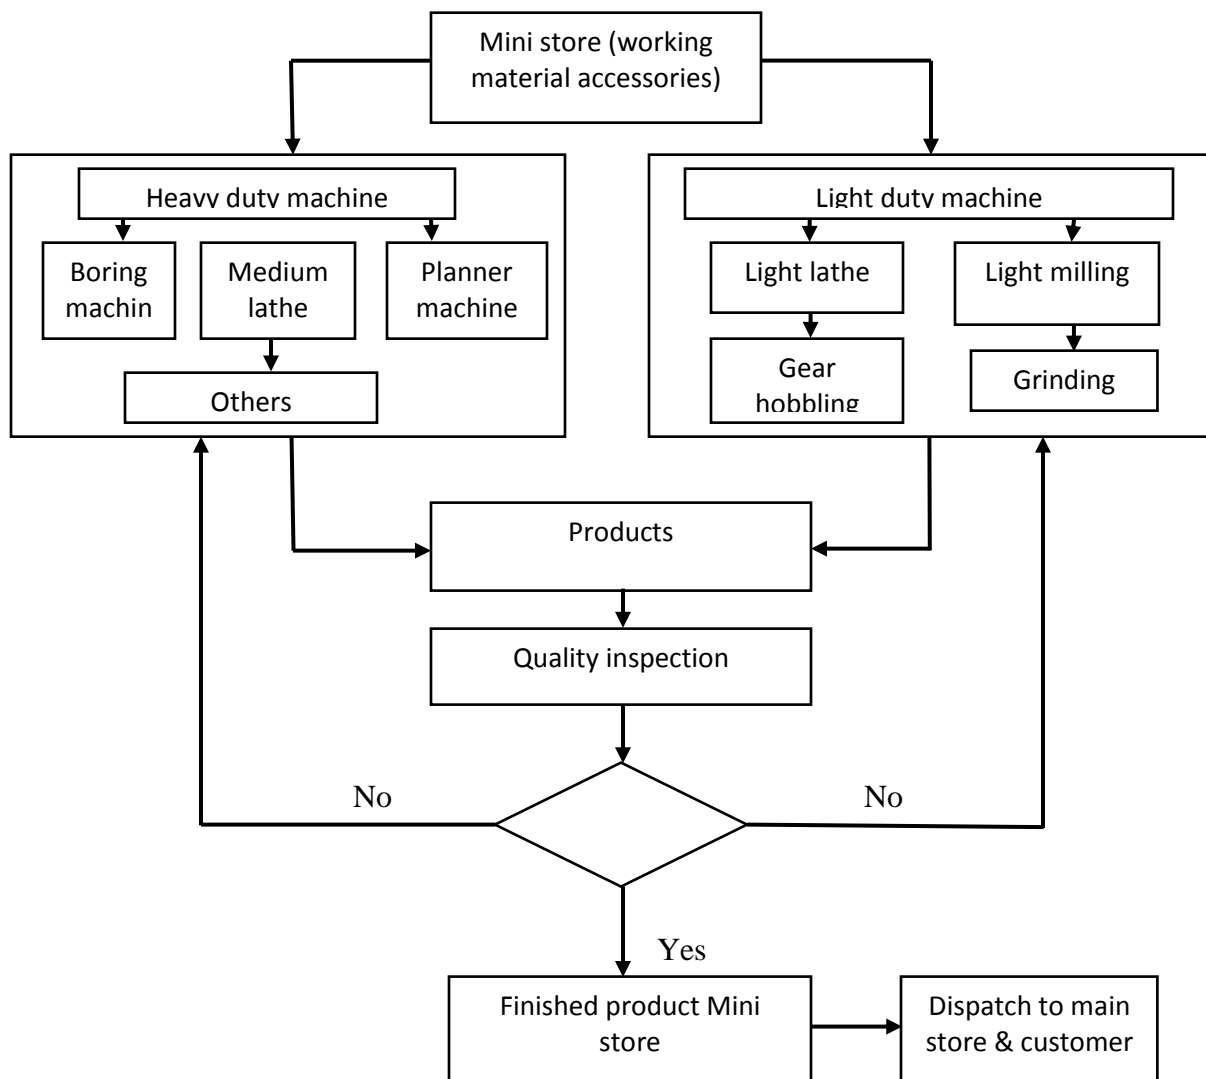 Mini store (working
material accessories)
Heavy duty machine
Light duty machine
Boring
machin
Medium
lathe
Planner
machine
Light lathe
Light milling
Others
Gear
hobbling
Grinding
Products
Quality inspection
No
No
Yes
Finished product Mini
store
Dispatch to main
store & customer